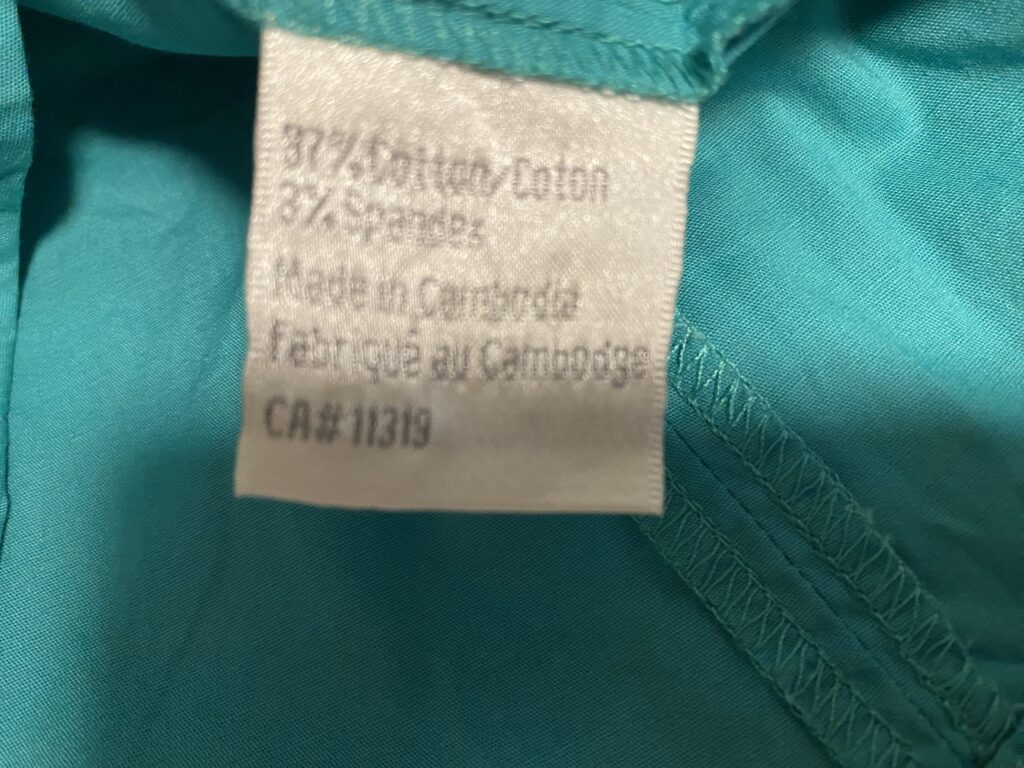 97% Cotton/Coton
3% Spandex
Made in Cambodia
Fabriqué au Cambodge
CA# 11319